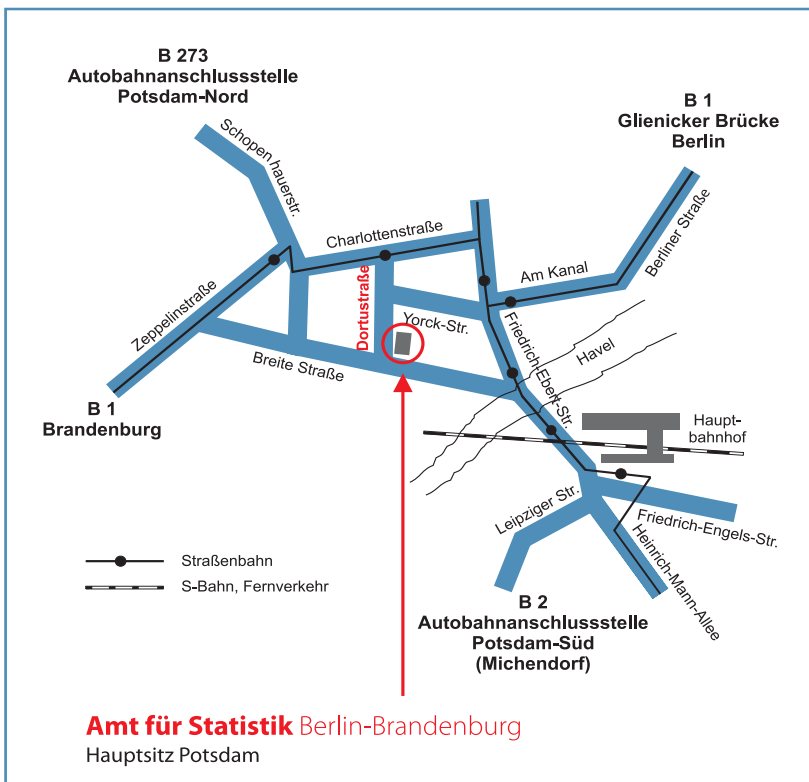 B 273
Autobahnanschlussstelle
Potsdam-Nord
B 1
Glienicker Brücke
Berlin
Schopen hauerstr.
Charlottenstraße
Berliner Straße
Am Kanal
Zeppelinstraße
Dortustraße
Yorck-Str.
Friedrich-Ebert-Str.
Havel
Breite Straße
B 1
Brandenburg
Haupt-
bahnhof
Leipziger Str.
Friedrich-Engels-Str.
Heinrich-Mann-Allee
Straßenbahn
S-Bahn, Fernverkehr
B 2
Autobahnanschlussstelle
Potsdam-Süd
(Michendorf)
Amt für Statistik Berlin-Brandenburg
Hauptsitz Potsdam